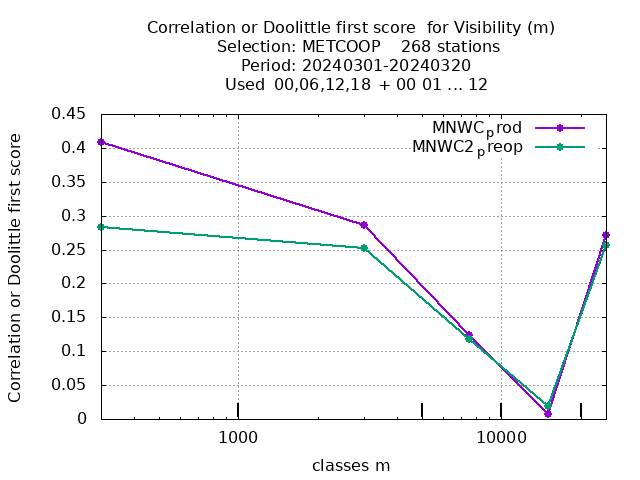 Correlation or Doolittle first score  for Visibility (m)
Selection: METCOOP    268 stations
Period: 20240301-20240320
Used  00,06,12,18  + 00 01 ... 12
Correlation or Doolittle first score
0.45
0.4
0.35
0.3
0.25
0.2
0.15
0.1
0.05
0
MNWCprod
MNWC2preop
1000
10000
classes m